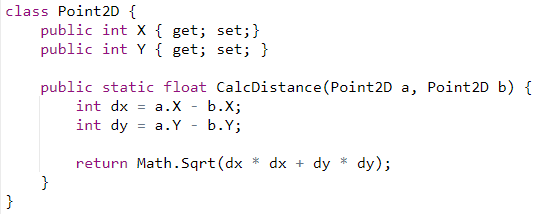 class Point2D {
    public int X { get; set;}
    public int Y { get; set; }

    public static float CalcDistance(Point2D a, Point2D b) {
        int dx = a.X - b.X;
        int dy = a.Y - b.Y;

        return Math.Sqrt(dx * dx + dy * dy);
    }
}